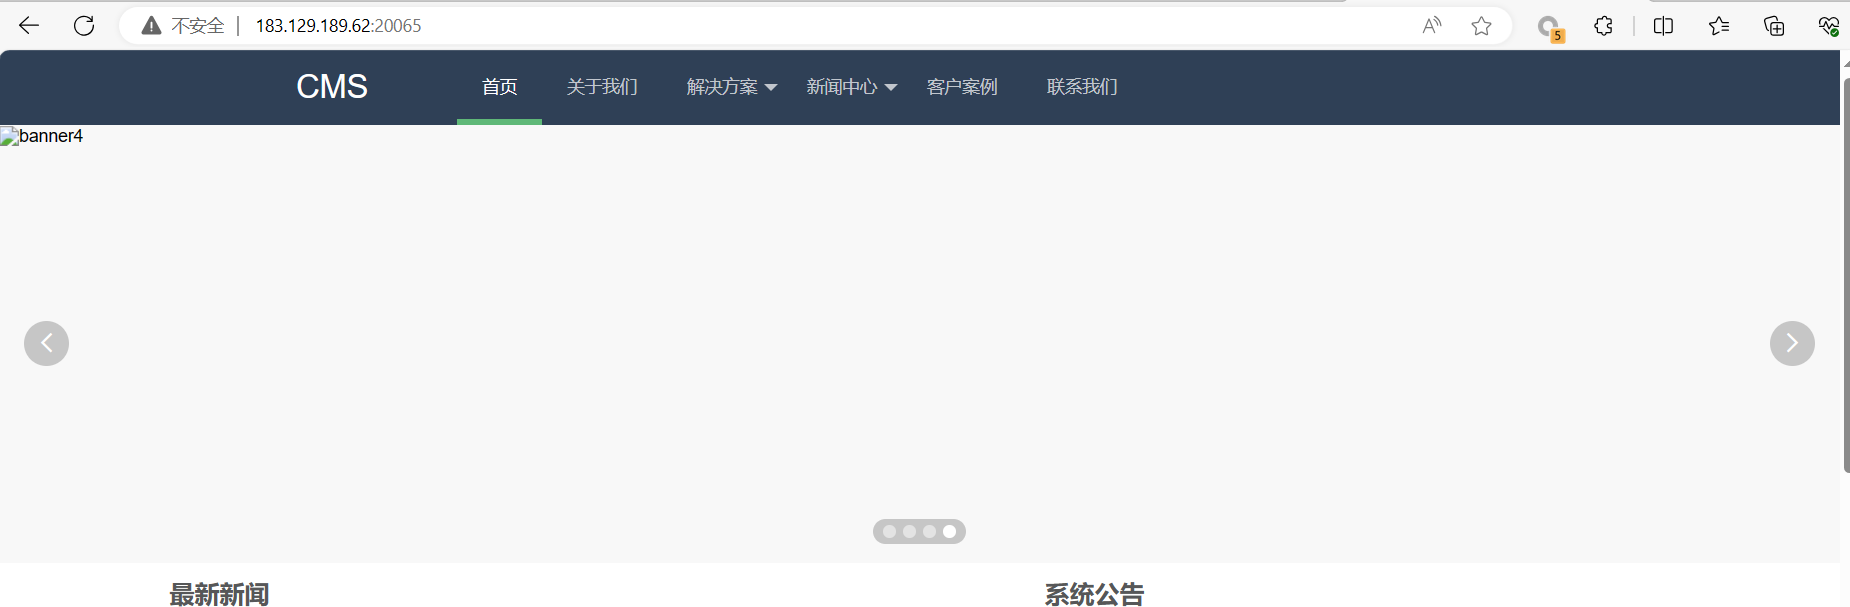 不安全 183.129.189.62:20065
5
CMS 首页 关于我们 解决方案 新闻中心 客户案例 联系我们
banner4
最新新闻 系统公告